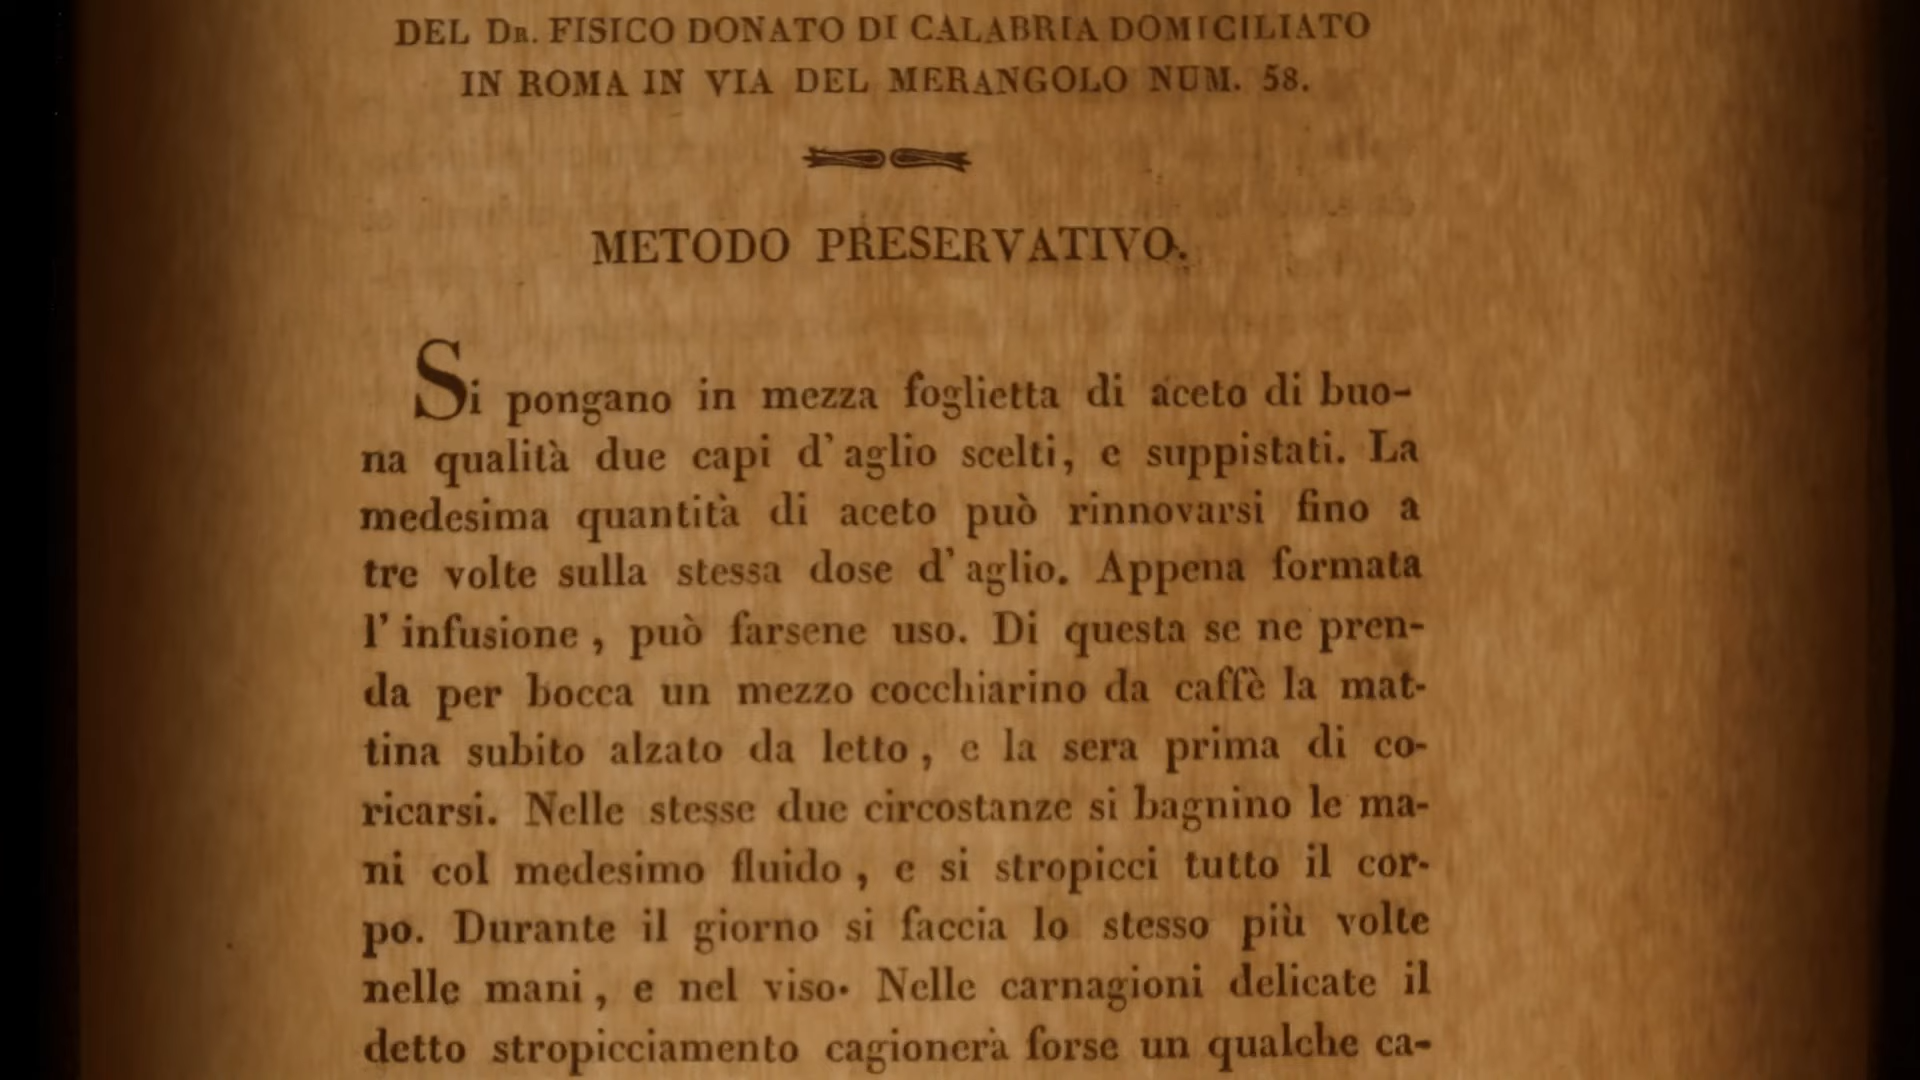 DEL DR. FISICO DONATO DI CALABRIA DOMICILIATO
IN ROMA IN VIA DEL MERANGOLO NUM. 58.
METODO PRESERVATIVO.
Si pongano in mezza foglietta di aceto di buo-
na qualità due capi d' aglio scelti, e suppistati. La
medesima quantità di aceto può rinnovarsi fino a
tre volte sulla stessa dose d' aglio. Appena formata
l' infusione, può farsene uso. Di questa se ne pren-
da per bocca un mezzo cocchiarino da caffè la mat-
tina subito alzato da letto, e la sera prima di co-
ricarsi. Nelle stesse due circostanze si bagnino le ma-
ni col medesimo fluido, e si stropicci tutto il cor-
po. Durante il giorno si faccia lo stesso più volte
nelle mani, e nel viso. Nelle carnagioni delicate il
detto stropicciamento cagionerà forse un qualche ca-